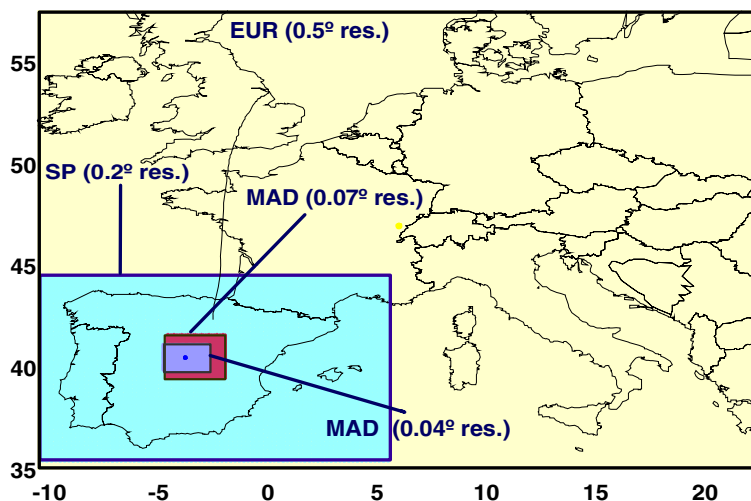 EUR (0.5º res.)
55
50
SP (0.2º res.)
MAD (0.07º res.)
45
40
MAD (0.04º res.)
35
-10 -5 0 5 10 15 20